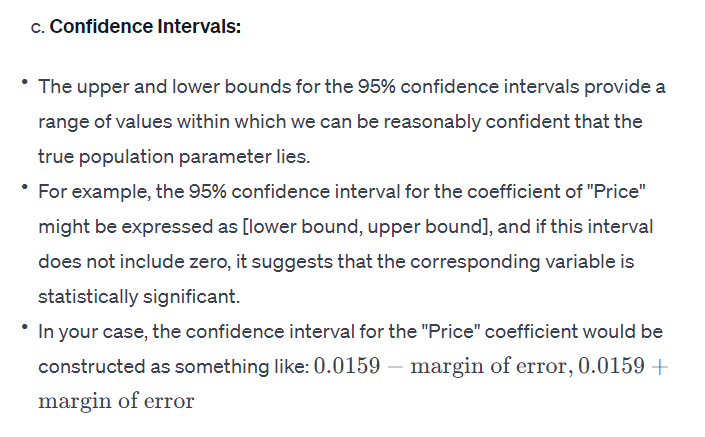 c. Confidence Intervals:
• The upper and lower bounds for the 95% confidence intervals provide a
range of values within which we can be reasonably confident that the
true population parameter lies.
• For example, the 95% confidence interval for the coefficient of "Price"
might be expressed as [lower bound, upper bound], and if this interval
does not include zero, it suggests that the corresponding variable is
statistically significant.
• In your case, the confidence interval for the "Price" coefficient would be
constructed as something like: 0.0159 − margin of error, 0.0159 +
margin of error